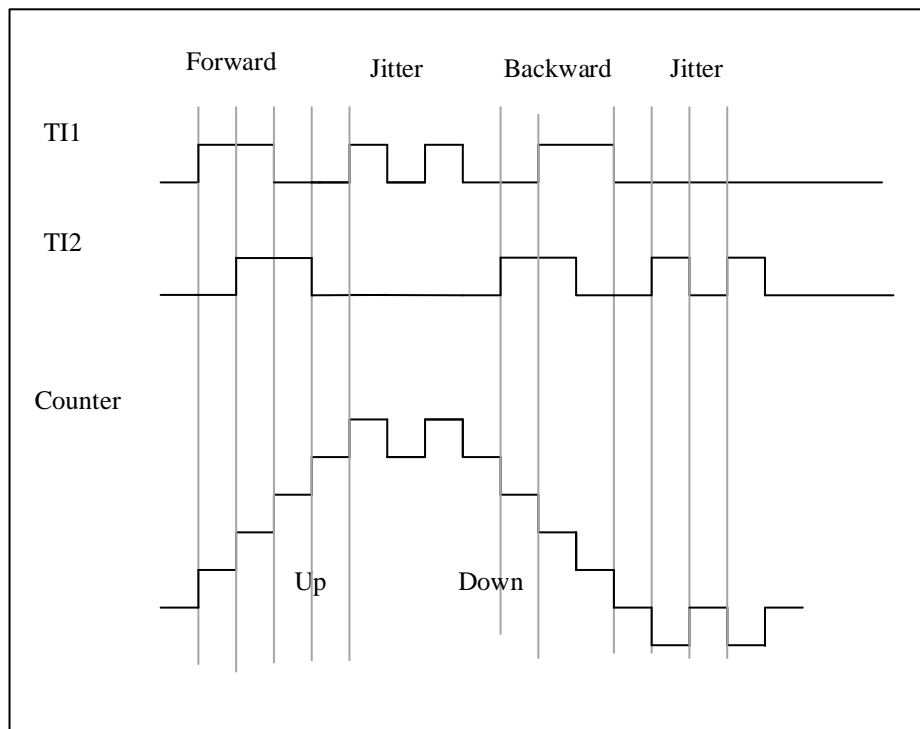 Forward
Jitter
Backward
Jitter
TI1
TI2
Counter
Up
Down